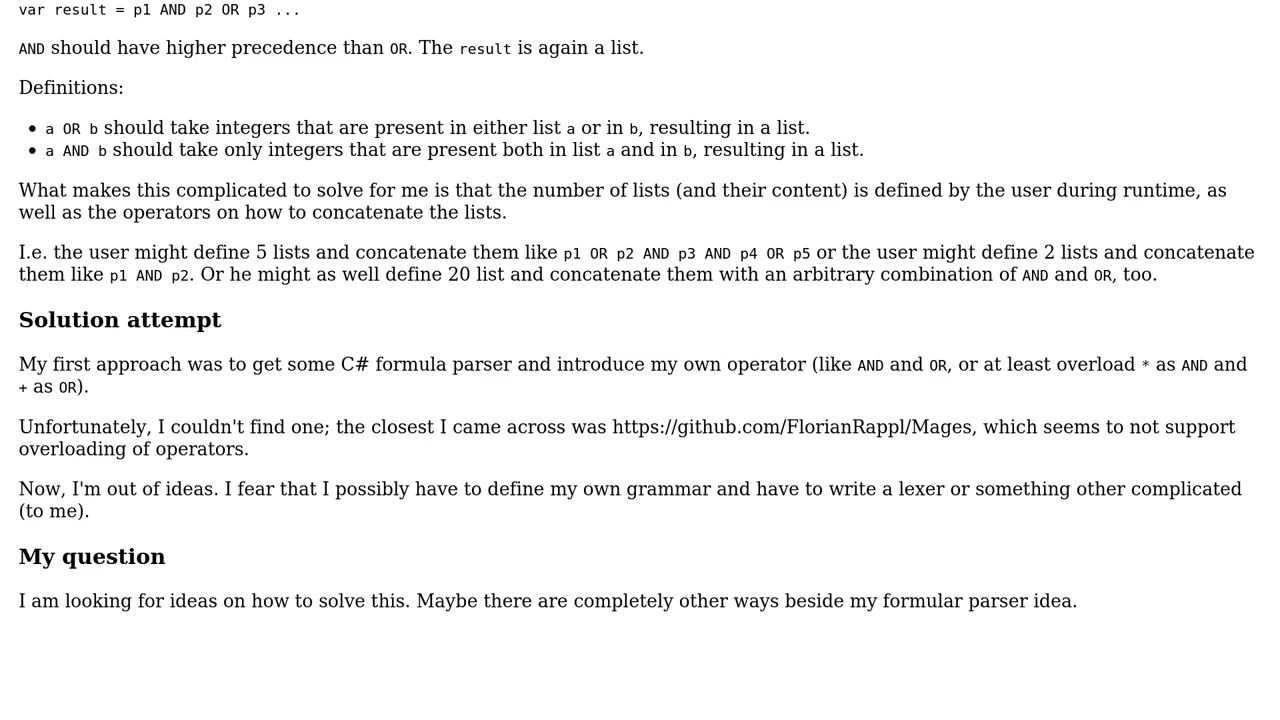 var result = p1 AND p2 OR p3 ...
AND should have higher precedence than OR. The result is again a list.
Definitions:
• a OR b should take integers that are present in either list a or in b, resulting in a list.
• a AND b should take only integers that are present both in list a and in b, resulting in a list.
What makes this complicated to solve for me is that the number of lists (and their content) is defined by the user during runtime, as
well as the operators on how to concatenate the lists.
I.e. the user might define 5 lists and concatenate them like p1 OR p2 AND p3 AND p4 OR p5 or the user might define 2 lists and concatenate
them like p1 AND p2. Or he might as well define 20 list and concatenate them with an arbitrary combination of AND and OR, too.
Solution attempt
My first approach was to get some C# formula parser and introduce my own operator (like AND and OR, or at least overload * as AND and
+ as OR).
Unfortunately, I couldn't find one; the closest I came across was https://github.com/FlorianRappl/Mages, which seems to not support
overloading of operators.
Now, I'm out of ideas. I fear that I possibly have to define my own grammar and have to write a lexer or something other complicated
(to me).
My question
I am looking for ideas on how to solve this. Maybe there are completely other ways beside my formular parser idea.